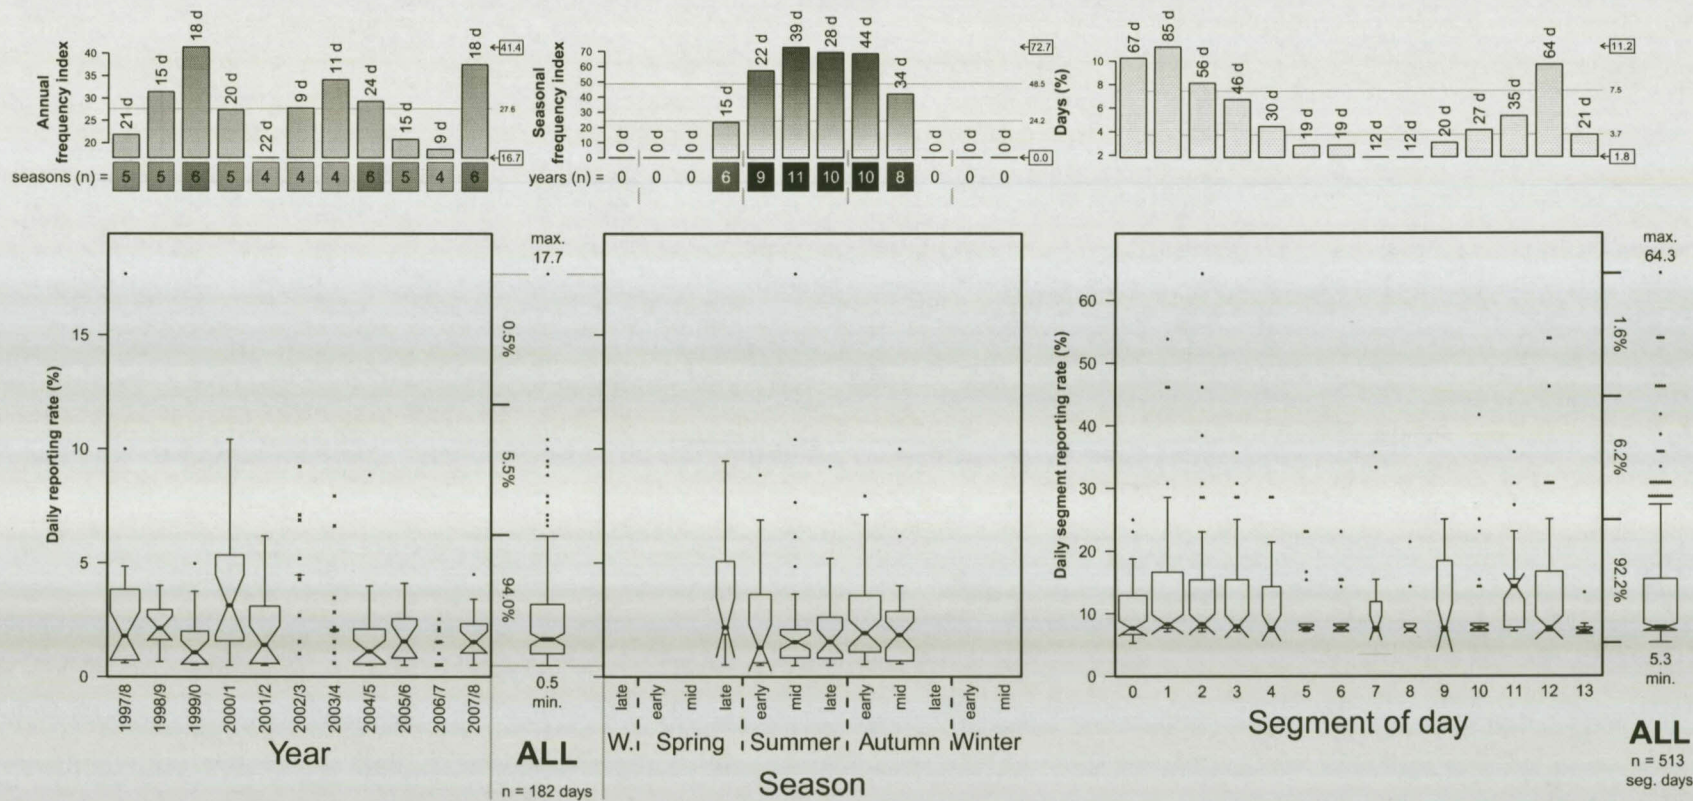 Annual
frequency index
40
35
30
25
20
21 d
15 d
18 d
20 d
22 d
9 d
11 d
24 d
15 d
9 d
18 d
41.4
27.6
16.7
seasons (n) =
5 5 6 5 4 4 4 6 5 4 6
Seasonal
frequency index
70
60
50
40
30
20
10
0
0 d
0 d
0 d
15 d
22 d
39 d
28 d
44 d
34 d
0 d
0 d
0 d
72.7
48.5
24.2
0.0
years (n) =
0 0 0 6 9 11 10 10 8 0 0 0
Days (%)
10
8
6
4
2
67 d
85 d
56 d
46 d
30 d
19 d
19 d
12 d
12 d
20 d
27 d
35 d
64 d
21 d
11.2
7.5
3.7
1.8
Daily reporting rate (%)
15
10
5
0
1997/8
1998/9
1999/0
2000/1
2001/2
2002/3
2003/4
2004/5
2005/6
2006/7
2007/8
Year
max.
17.7
0.5%
5.5%
94.0%
0.5
min.
ALL
n = 182 days
late
early
mid
late
early
mid
late
early
mid
late
early
mid
W. Spring Summer Autumn Winter
Season
Daily segment reporting rate (%)
60
50
40
30
20
10
0
0 1 2 3 4 5 6 7 8 9 10 11 12 13
Segment of day
max.
64.3
1.6%
6.2%
92.2%
5.3
min.
ALL
n = 513
seg. days